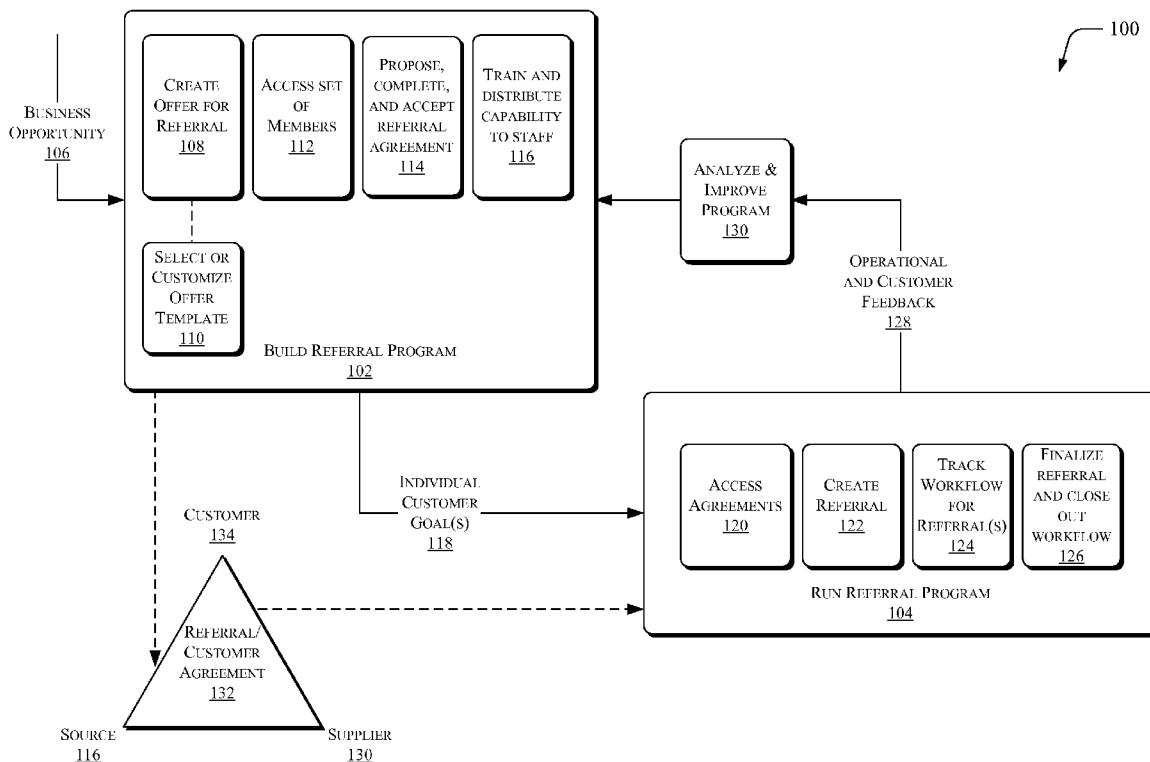 100
BUSINESS
OPPORTUNITY
106
CREATE
OFFER FOR
REFERRAL
108
ACCESS SET
OF
MEMBERS
112
PROPOSE,
COMPLETE,
AND ACCEPT
REFERRAL
AGREEMENT
114
TRAIN AND
DISTRIBUTE
CAPABILITY
TO STAFF
116
SELECT OR
CUSTOMIZE
OFFER
TEMPLATE
110
BUILD REFERRAL PROGRAM
102
ANALYZE &
IMPROVE
PROGRAM
130
OPERATIONAL
AND CUSTOMER
FEEDBACK
128
INDIVIDUAL
CUSTOMER
GOAL(S)
118
ACCESS
AGREEMENTS
120
CREATE
REFERRAL
122
TRACK
WORKFLOW
FOR
REFERRAL(S)
124
FINALIZE
REFERRAL
AND CLOSE
OUT
WORKFLOW
126
RUN REFERRAL PROGRAM
104
CUSTOMER
134
REFERRAL/
CUSTOMER
AGREEMENT
132
SOURCE
116
SUPPLIER
130